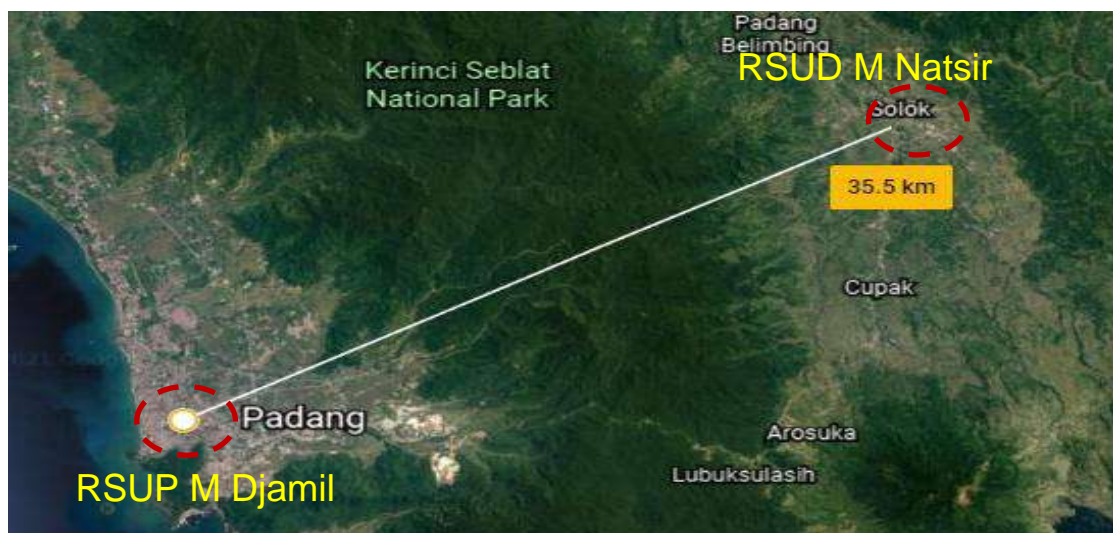 Padang
Belimbing
RSUD M Natsir
Kerinci Seblat
National Park
Solok
35.5 km
Cupak
Padang
Arosuka
Lubuksulasih
RSUP M Djamil